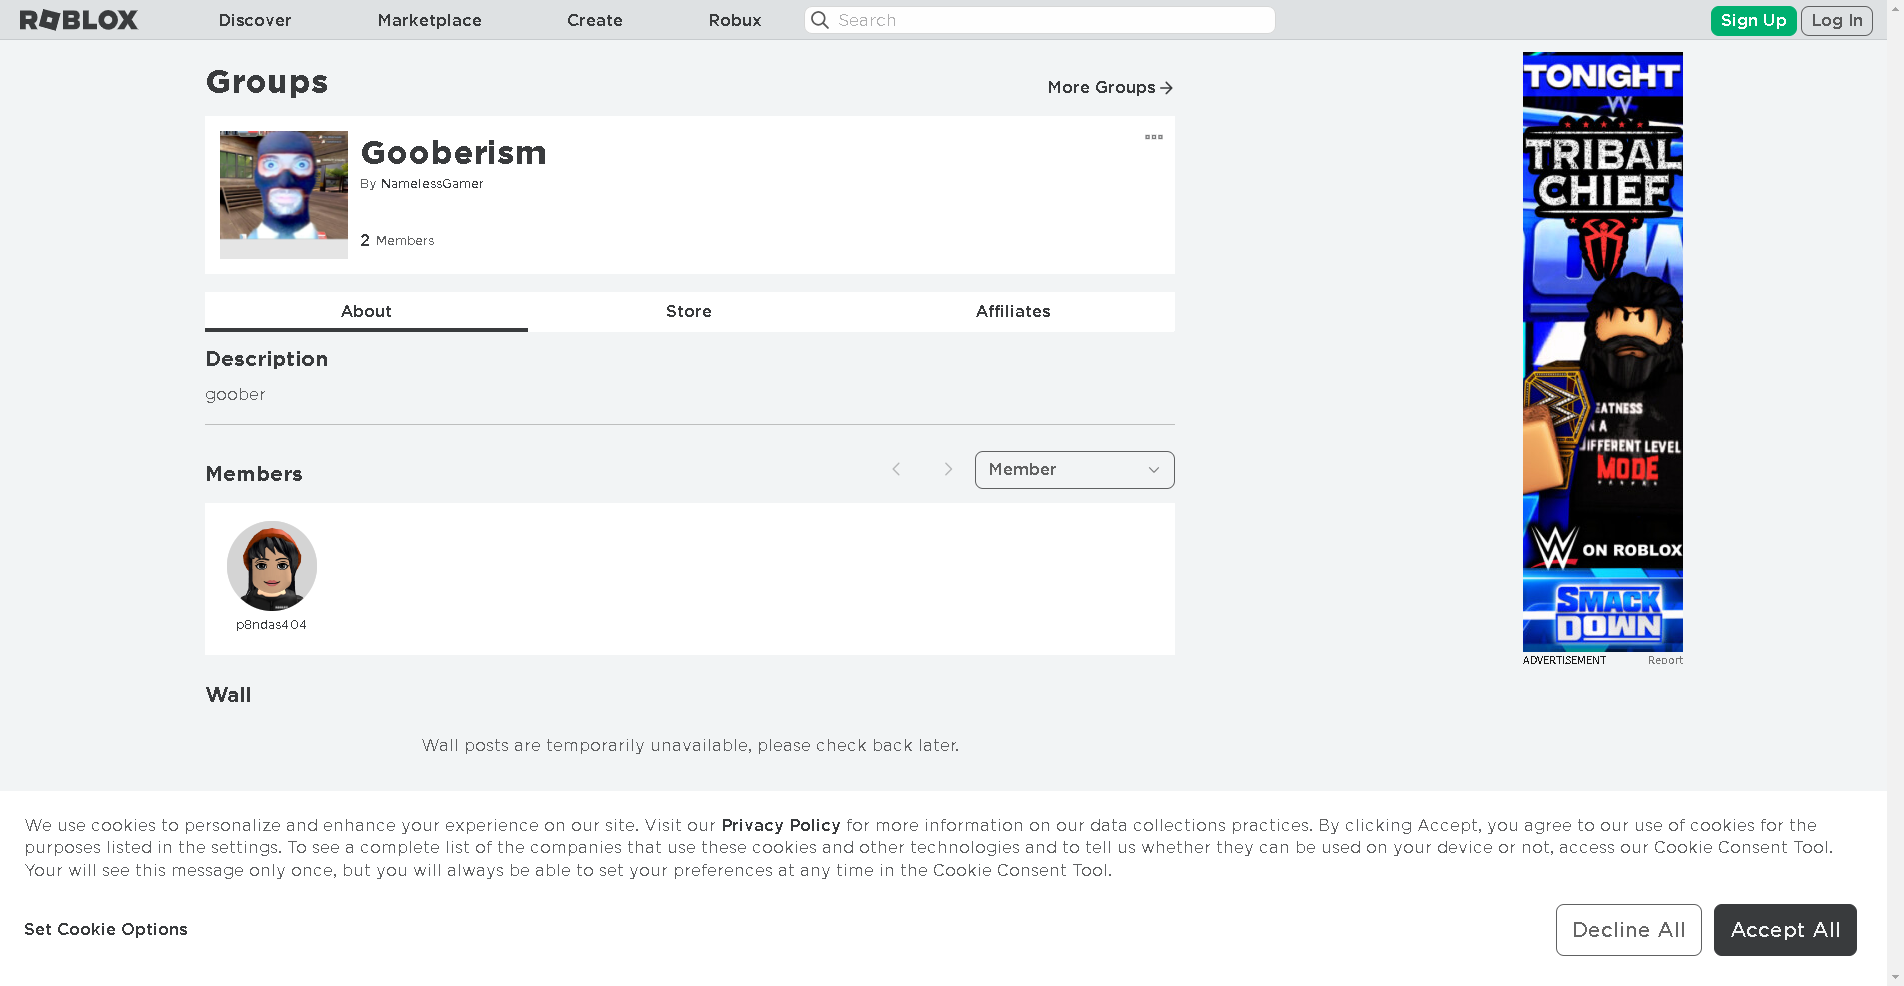 ROBLOX
Discover
Marketplace
Create
Robux
Search
Sign Up
Log In
Groups
More Groups
Gooberism
By NamelessGamer
2 Members
About
Store
Affiliates
Description
goober
Members
Member
p8ndas404
Wall
Wall posts are temporarily unavailable, please check back later.
TONIGHT
W
TRIBAL
CHIEF
EATNESS
N A
IFFERENT LEVEL
MODE
W ON ROBLOX
SMACK
DOWN
ADVERTISEMENT
Report
We use cookies to personalize and enhance your experience on our site. Visit our Privacy Policy for more information on our data collections practices. By clicking Accept, you agree to our use of cookies for the
purposes listed in the settings. To see a complete list of the companies that use these cookies and other technologies and to tell us whether they can be used on your device or not, access our Cookie Consent Tool.
Your will see this message only once, but you will always be able to set your preferences at any time in the Cookie Consent Tool.
Set Cookie Options
Decline All
Accept All